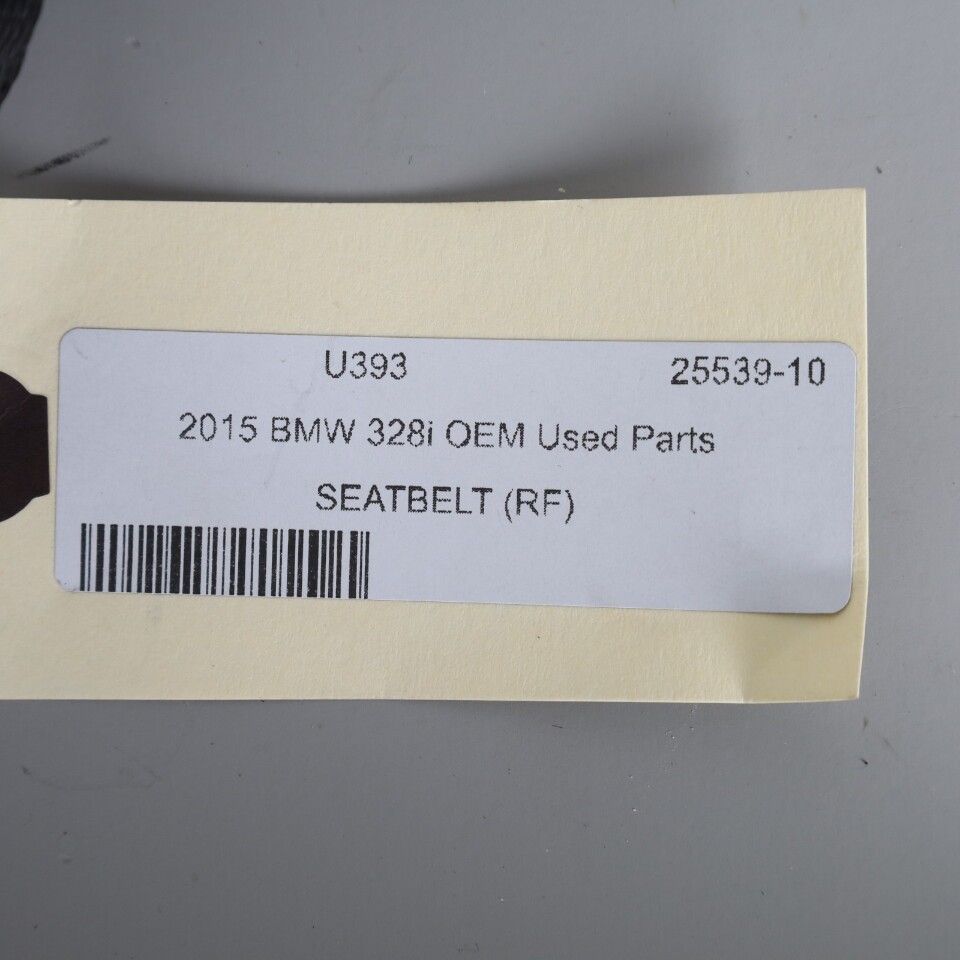 U393 25539-10
2015 BMW 328i OEM Used Parts
SEATBELT (RF)